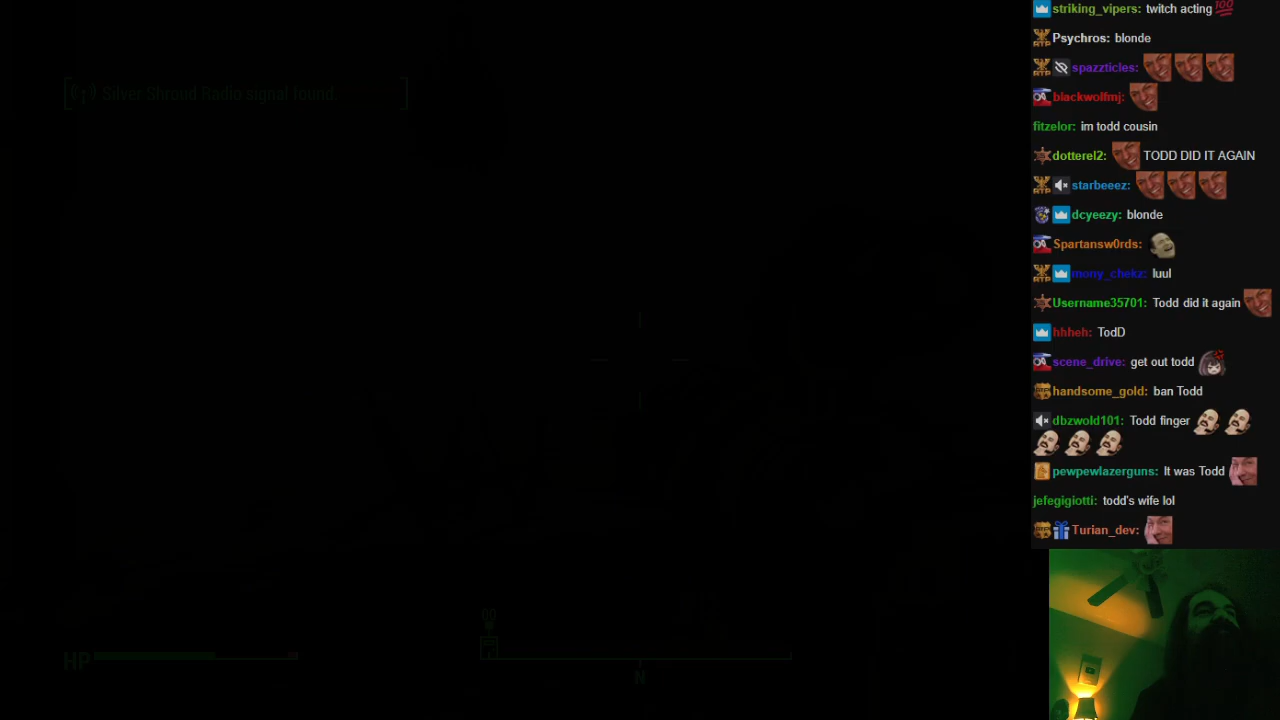 Silver Shroud Radio signal found.
HP
N
striking_vipers: twitch acting 100
Psychros: blonde
spazzticles:
blackwolfmj:
fitzelor: im todd cousin
dotterel2: TODD DID IT AGAIN
starbeeez:
dcyeezy: blonde
Spartansw0rds:
mony_chekz: luul
Username35701: Todd did it again
hhheh: TodD
scene_drive: get out todd
handsome_gold: ban Todd
dbzwold101: Todd finger
pewpewlazerguns: It was Todd
jefegigiotti: todd's wife lol
Turian_dev: